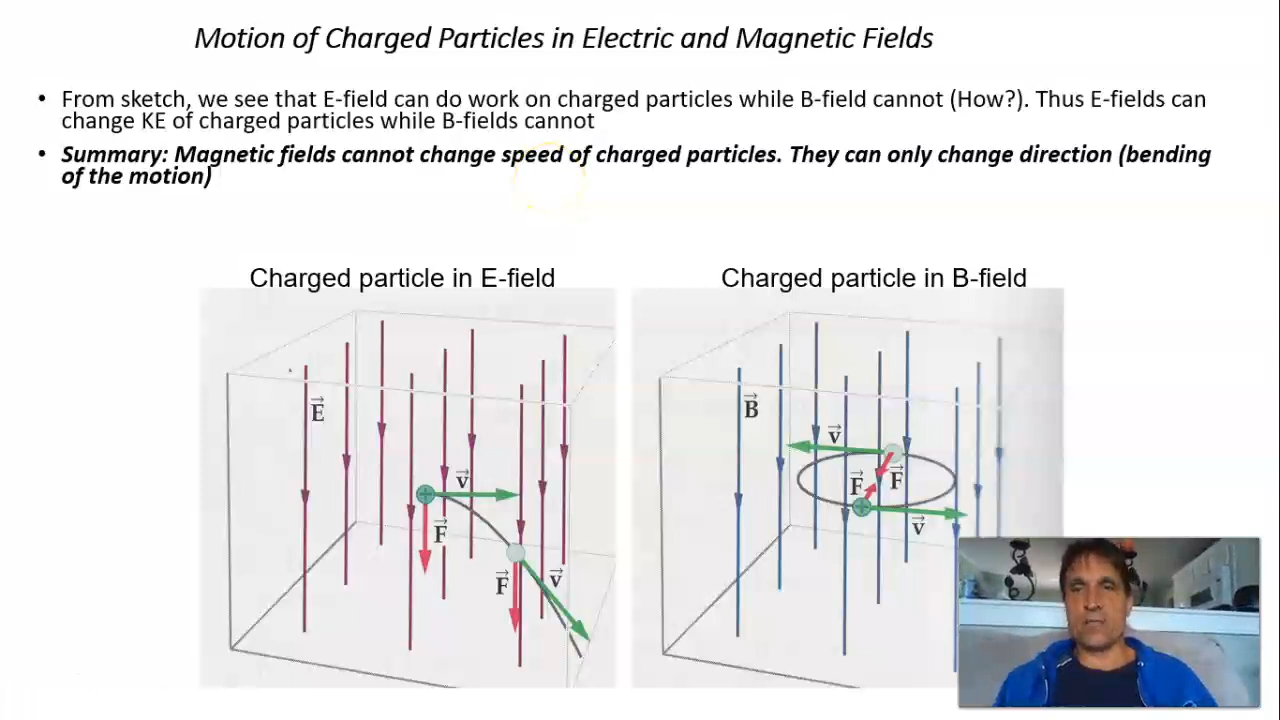 Motion of Charged Particles in Electric and Magnetic Fields
• From sketch, we see that E-field can do work on charged particles while B-field cannot (How?). Thus E-fields can
change KE of charged particles while B-fields cannot
• Summary: Magnetic fields cannot change speed of charged particles. They can only change direction (bending
of the motion)
Charged particle in E-field
Charged particle in B-field
E
v
F
F
v
B
v
F
F
v